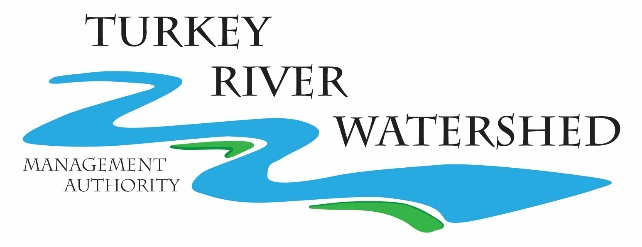 TURKEY
RIVER
WATERSHED
MANAGEMENT
AUTHORITY